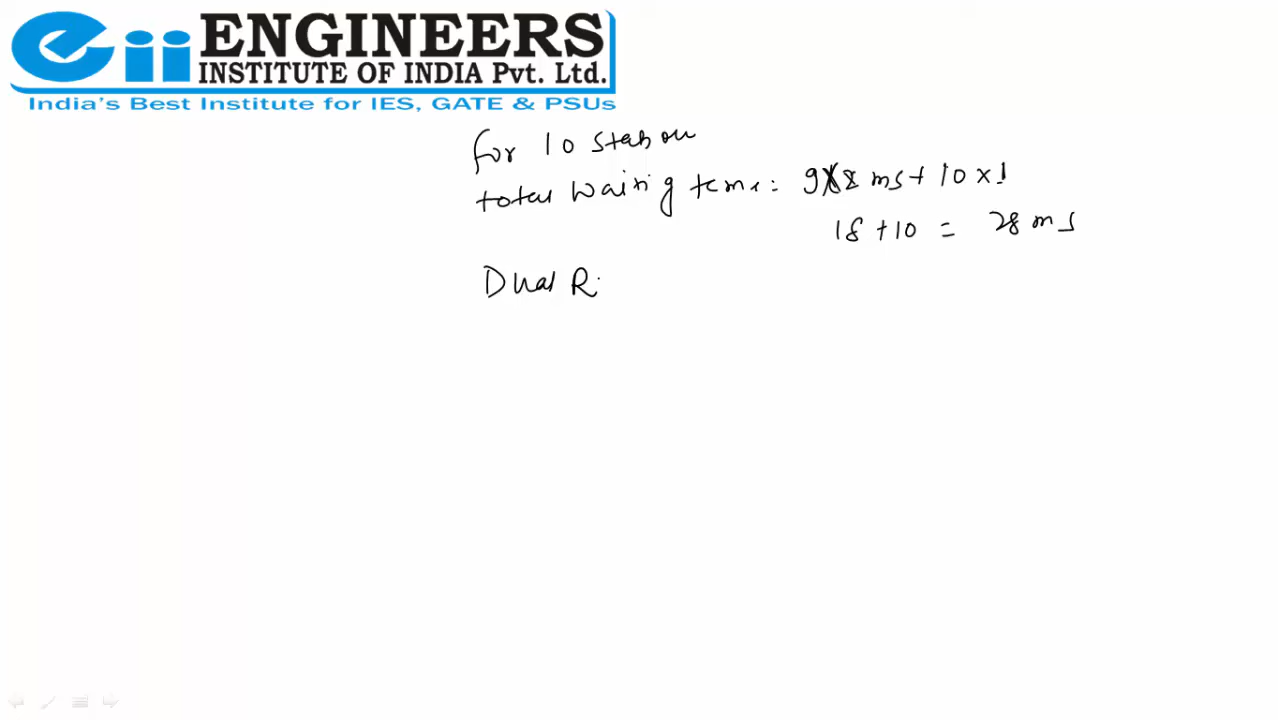 eii ENGINEERS
INSTITUTE OF INDIA Pvt. Ltd.
India's Best Institute for IES, GATE & PSUs
for 10 station
total waiting time = 9×2 ms + 10×1
18 + 10 = 28 ms
Dual R